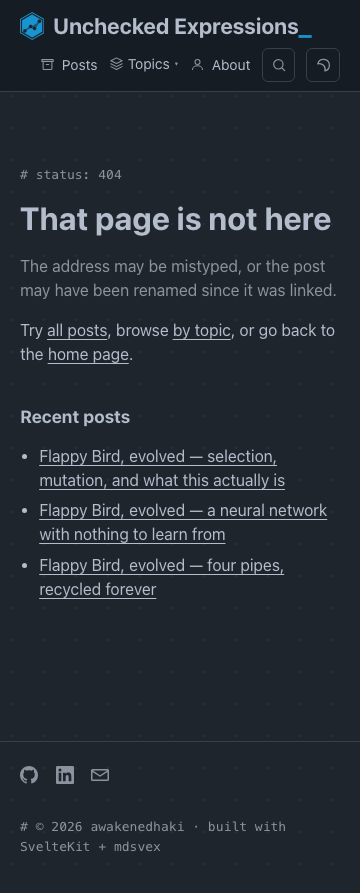 Unchecked Expressions_
Posts Topics About
# status: 404
That page is not here
The address may be mistyped, or the post
may have been renamed since it was linked.
Try all posts, browse by topic, or go back to
the home page.
Recent posts
Flappy Bird, evolved — selection,
mutation, and what this actually is
Flappy Bird, evolved — a neural network
with nothing to learn from
Flappy Bird, evolved — four pipes,
recycled forever
# © 2026 awakenedhaki · built with
SvelteKit + mdsvex